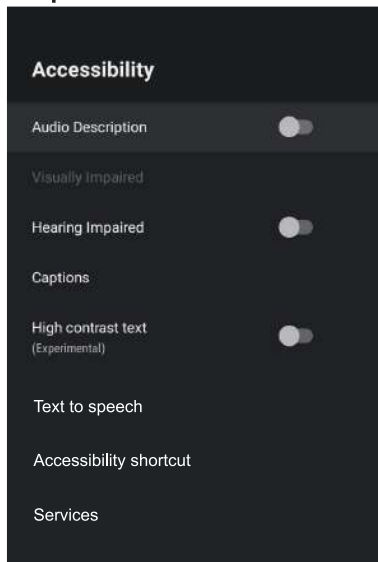 Accessibility
Audio Description
Visually Impaired
Hearing Impaired
Captions
High contrast text
(Experimental)
Text to speech
Accessibility shortcut
Services